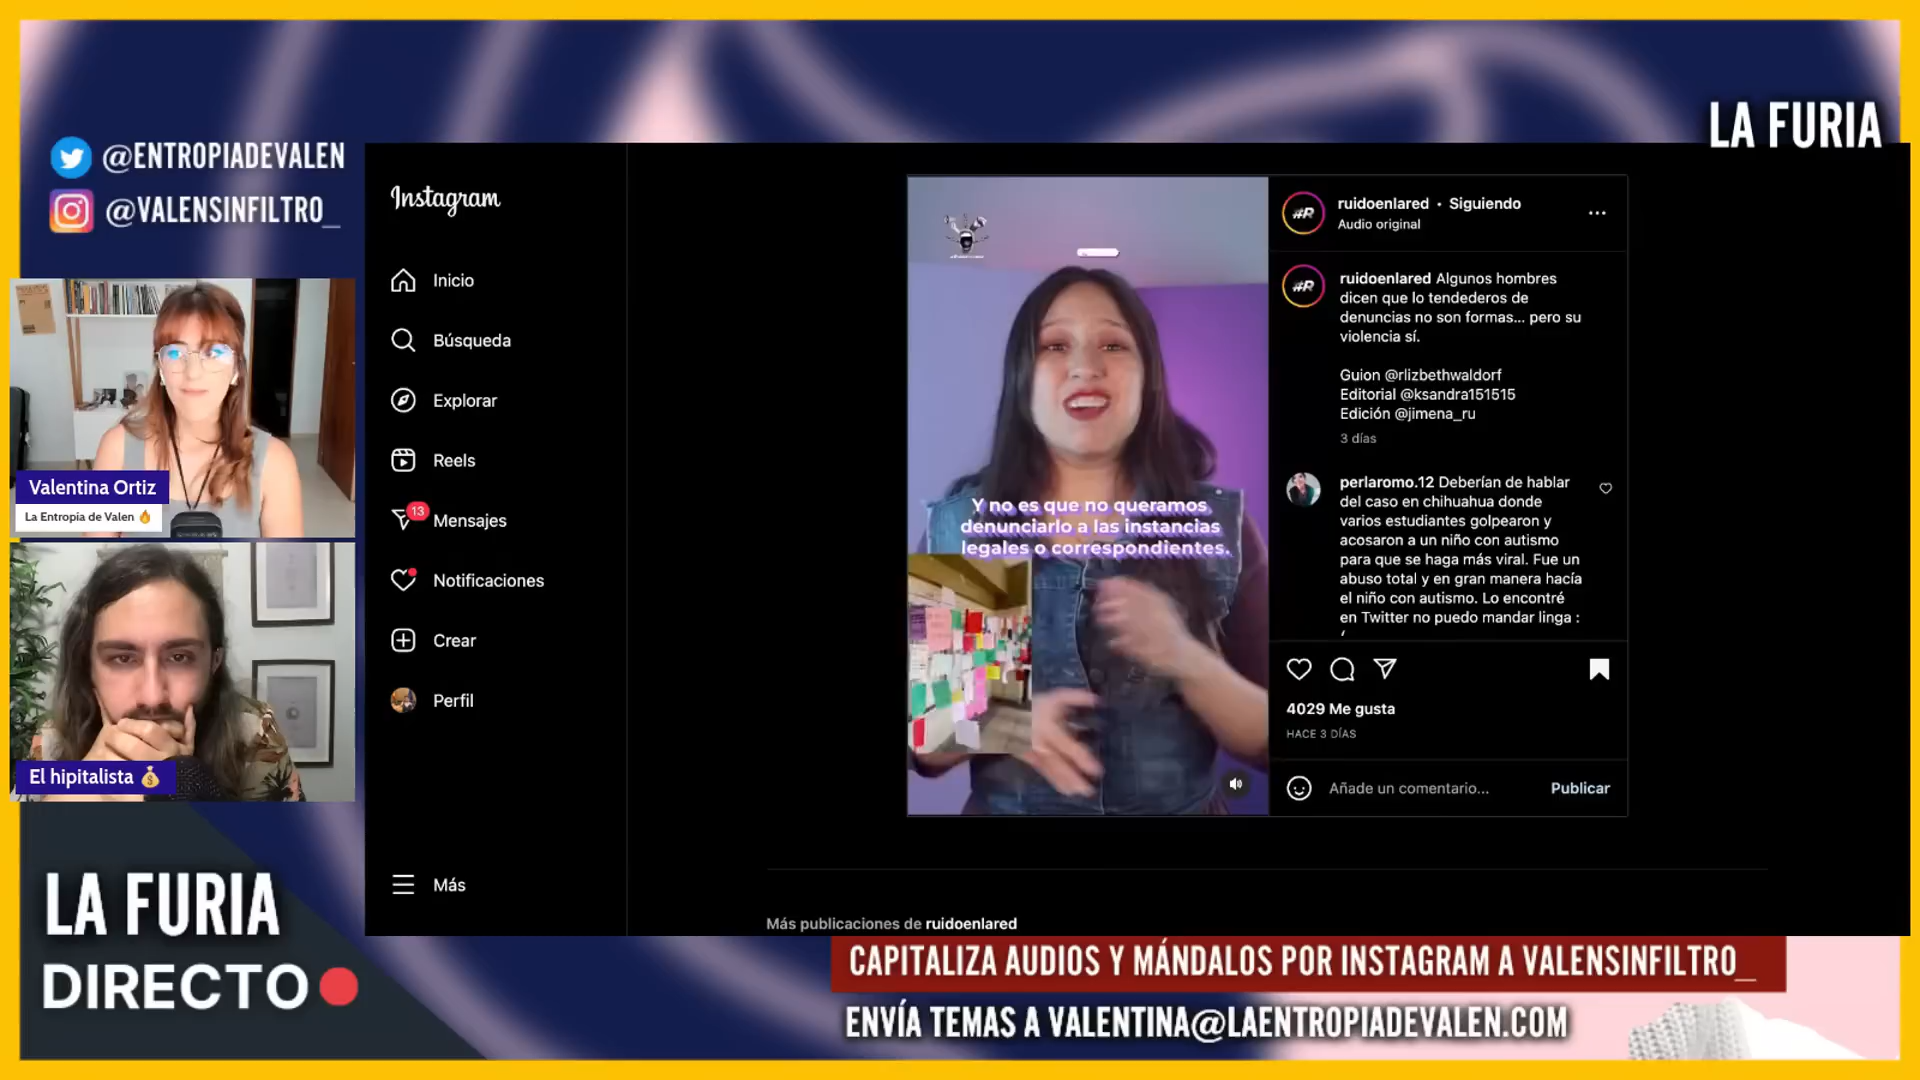 LA FURIA
@ENTROPIADEVALEN
@VALENSINFILTRO_
Valentina Ortiz
La Entropia de Valen 🔥
El hipitalista 💰
LA FURIA
DIRECTO
Instagram
Inicio
Búsqueda
Explorar
Reels
13
Mensajes
Notificaciones
Crear
Perfil
Más
Y no es que no queramos
denunciarlo a las instancias
legales o correspondientes.
#R
ruidoenlared • Siguiendo
Audio original
#R
ruidoenlared Algunos hombres
dicen que lo tendederos de
denuncias no son formas... pero su
violencia sí.
Guion @rlizbethwaldorf
Editorial @ksandra151515
Edición @jimena_ru
3 días
perlaromo.12 Deberían de hablar
del caso en chihuahua donde
varios estudiantes golpearon y
acosaron a un niño con autismo
para que se haga más viral. Fue un
abuso total y en gran manera hacía
el niño con autismo. Lo encontré
en Twitter no puedo mandar linga :
(
4029 Me gusta
HACE 3 DÍAS
Añade un comentario...
Publicar
Más publicaciones de ruidoenlared
CAPITALIZA AUDIOS Y MÁNDALOS POR INSTAGRAM A VALENSINFILTRO_
ENVÍA TEMAS A VALENTINA@LAENTROPIADEVALEN.COM